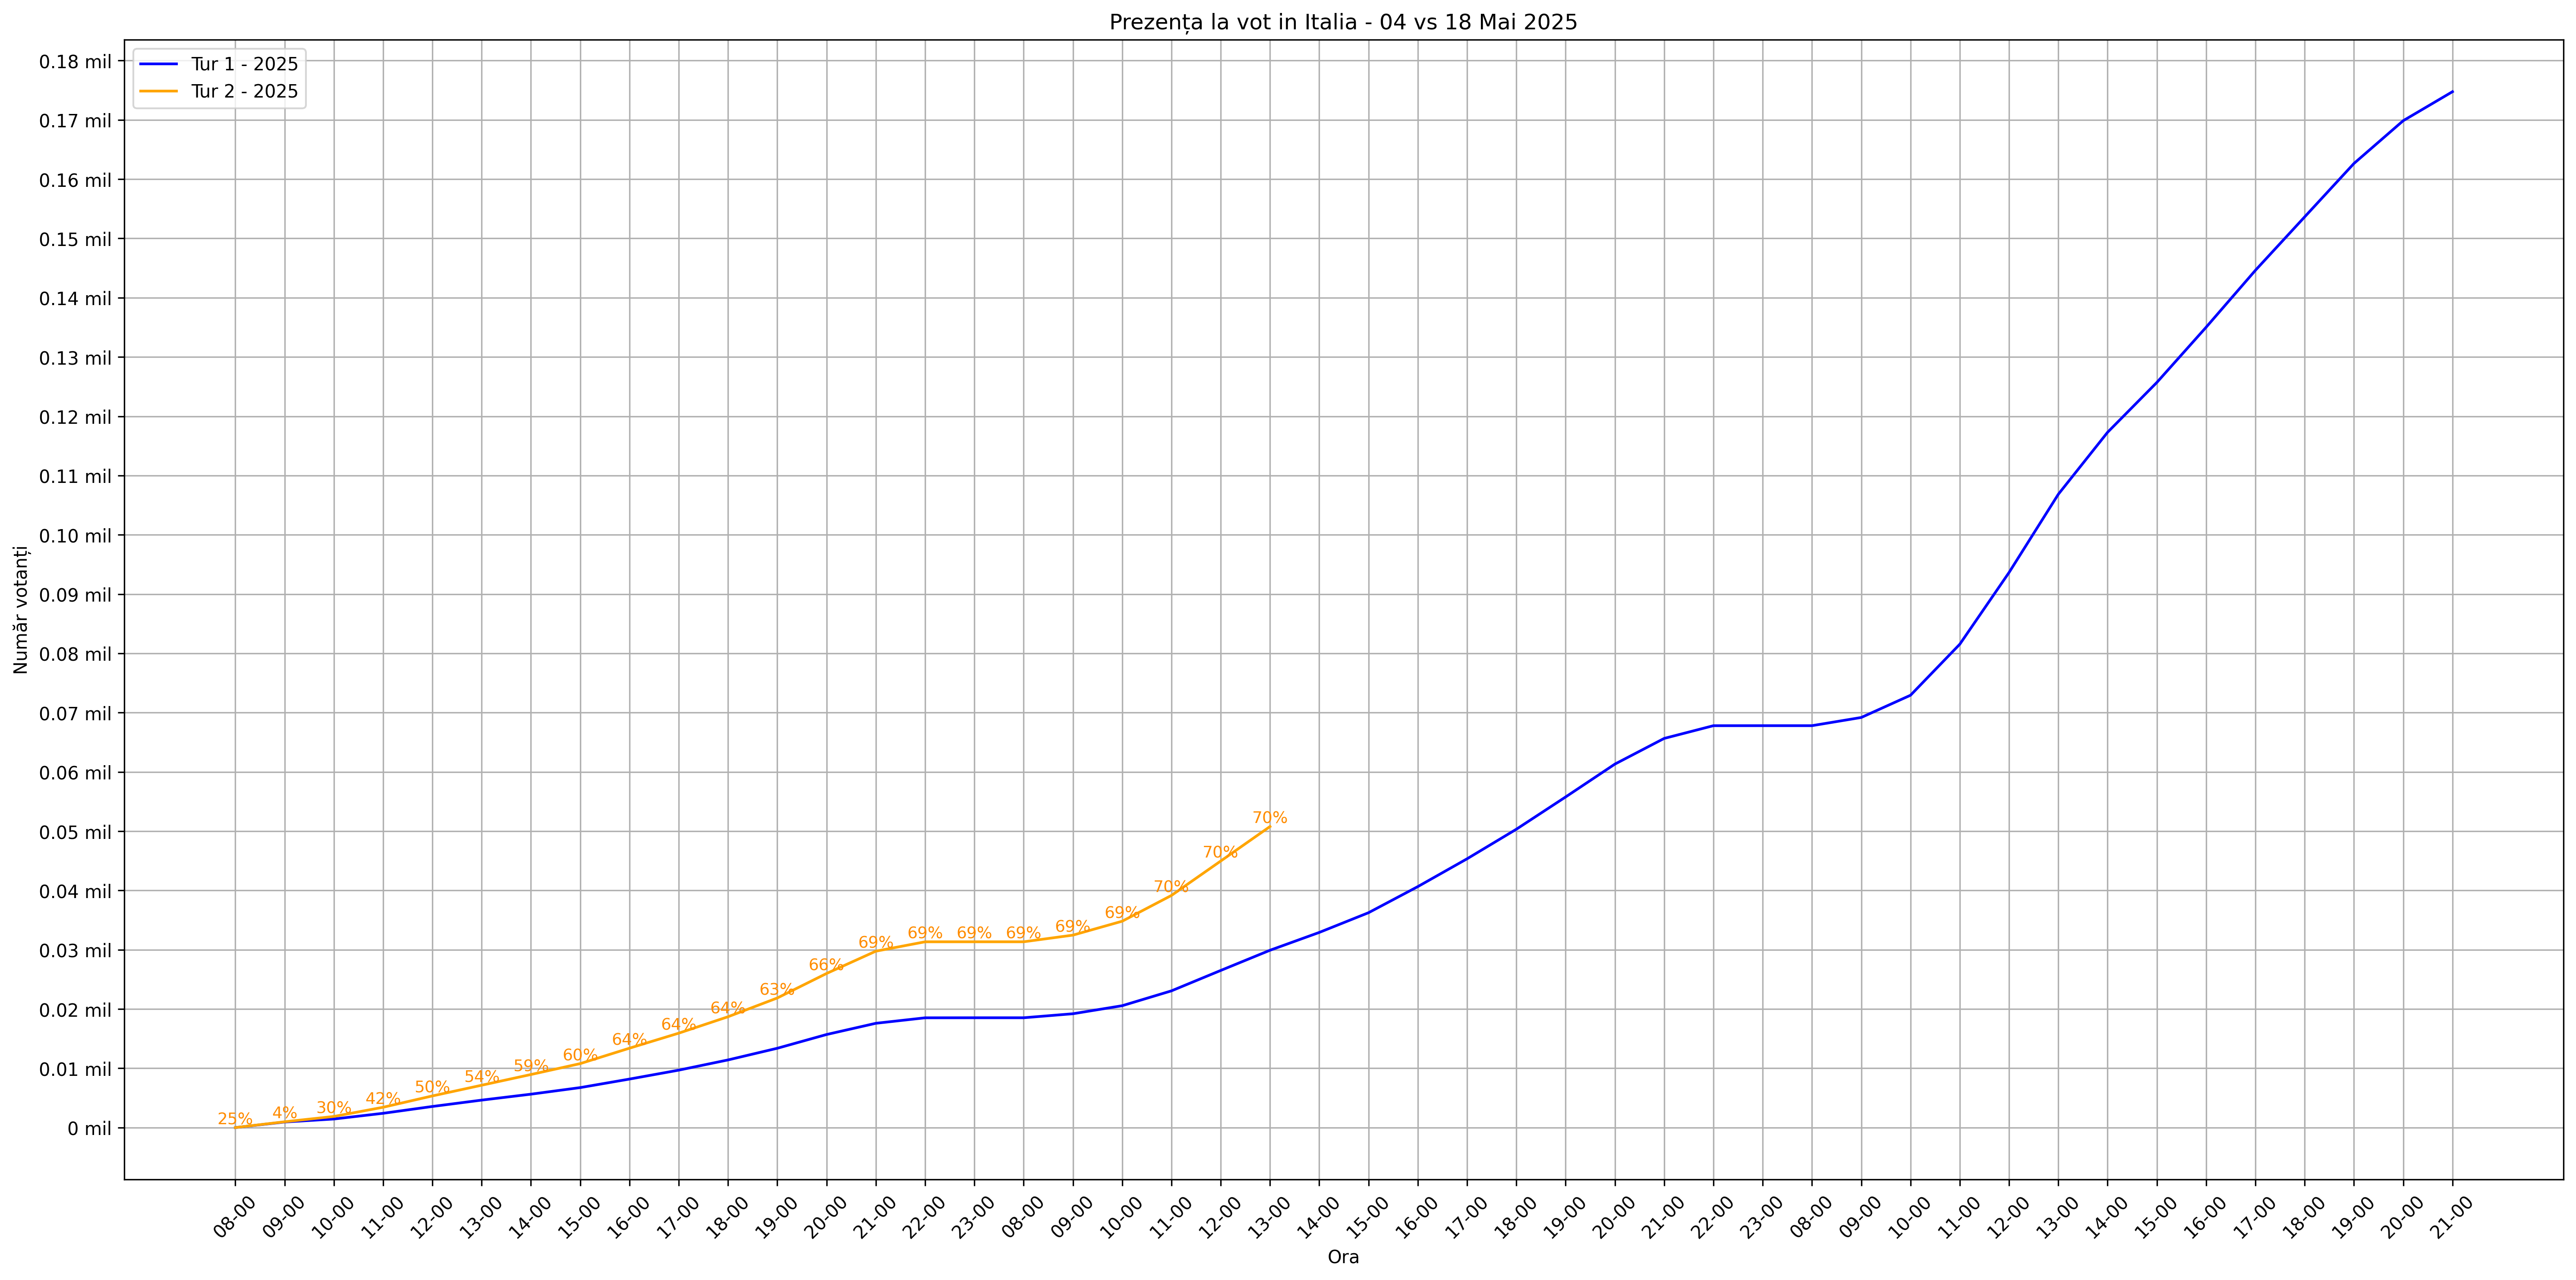 Prezența la vot in Italia - 04 vs 18 Mai 2025
Tur 1 - 2025
Tur 2 - 2025
Număr votanți
0.18 mil
0.17 mil
0.16 mil
0.15 mil
0.14 mil
0.13 mil
0.12 mil
0.11 mil
0.10 mil
0.09 mil
0.08 mil
0.07 mil
0.06 mil
0.05 mil
0.04 mil
0.03 mil
0.02 mil
0.01 mil
0 mil
25% 4% 30% 42% 50% 54% 59% 60% 64% 64% 64% 63% 66% 69% 69% 69% 69% 69% 69% 70% 70% 70%
08-00 09-00 10-00 11-00 12-00 13-00 14-00 15-00 16-00 17-00 18-00 19-00 20-00 21-00 22-00 23-00 08-00 09-00 10-00 11-00 12-00 13-00 14-00 15-00 16-00 17-00 18-00 19-00 20-00 21-00 22-00 23-00 08-00 09-00 10-00 11-00 12-00 13-00 14-00 15-00 16-00 17-00 18-00 19-00 20-00 21-00
Ora